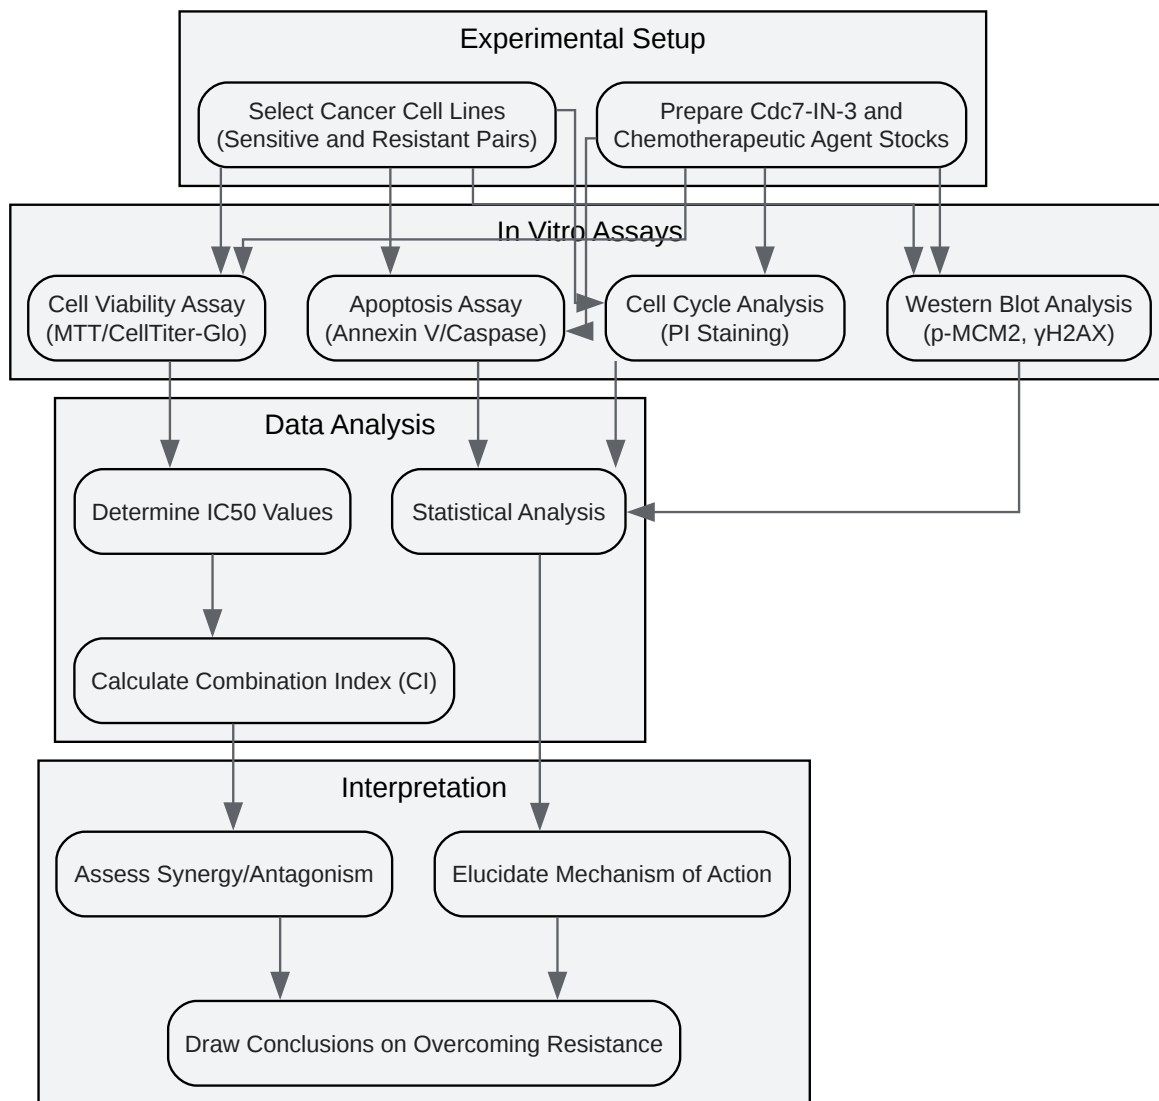 Experimental Setup
Select Cancer Cell Lines
(Sensitive and Resistant Pairs)
Prepare Cdc7-IN-3 and
Chemotherapeutic Agent Stocks
In Vitro Assays
Cell Viability Assay
(MTT/CellTiter-Glo)
Apoptosis Assay
(Annexin V/Caspase)
Cell Cycle Analysis
(PI Staining)
Western Blot Analysis
(p-MCM2, γH2AX)
Data Analysis
Determine IC50 Values
Statistical Analysis
Calculate Combination Index (CI)
Interpretation
Assess Synergy/Antagonism
Elucidate Mechanism of Action
Draw Conclusions on Overcoming Resistance